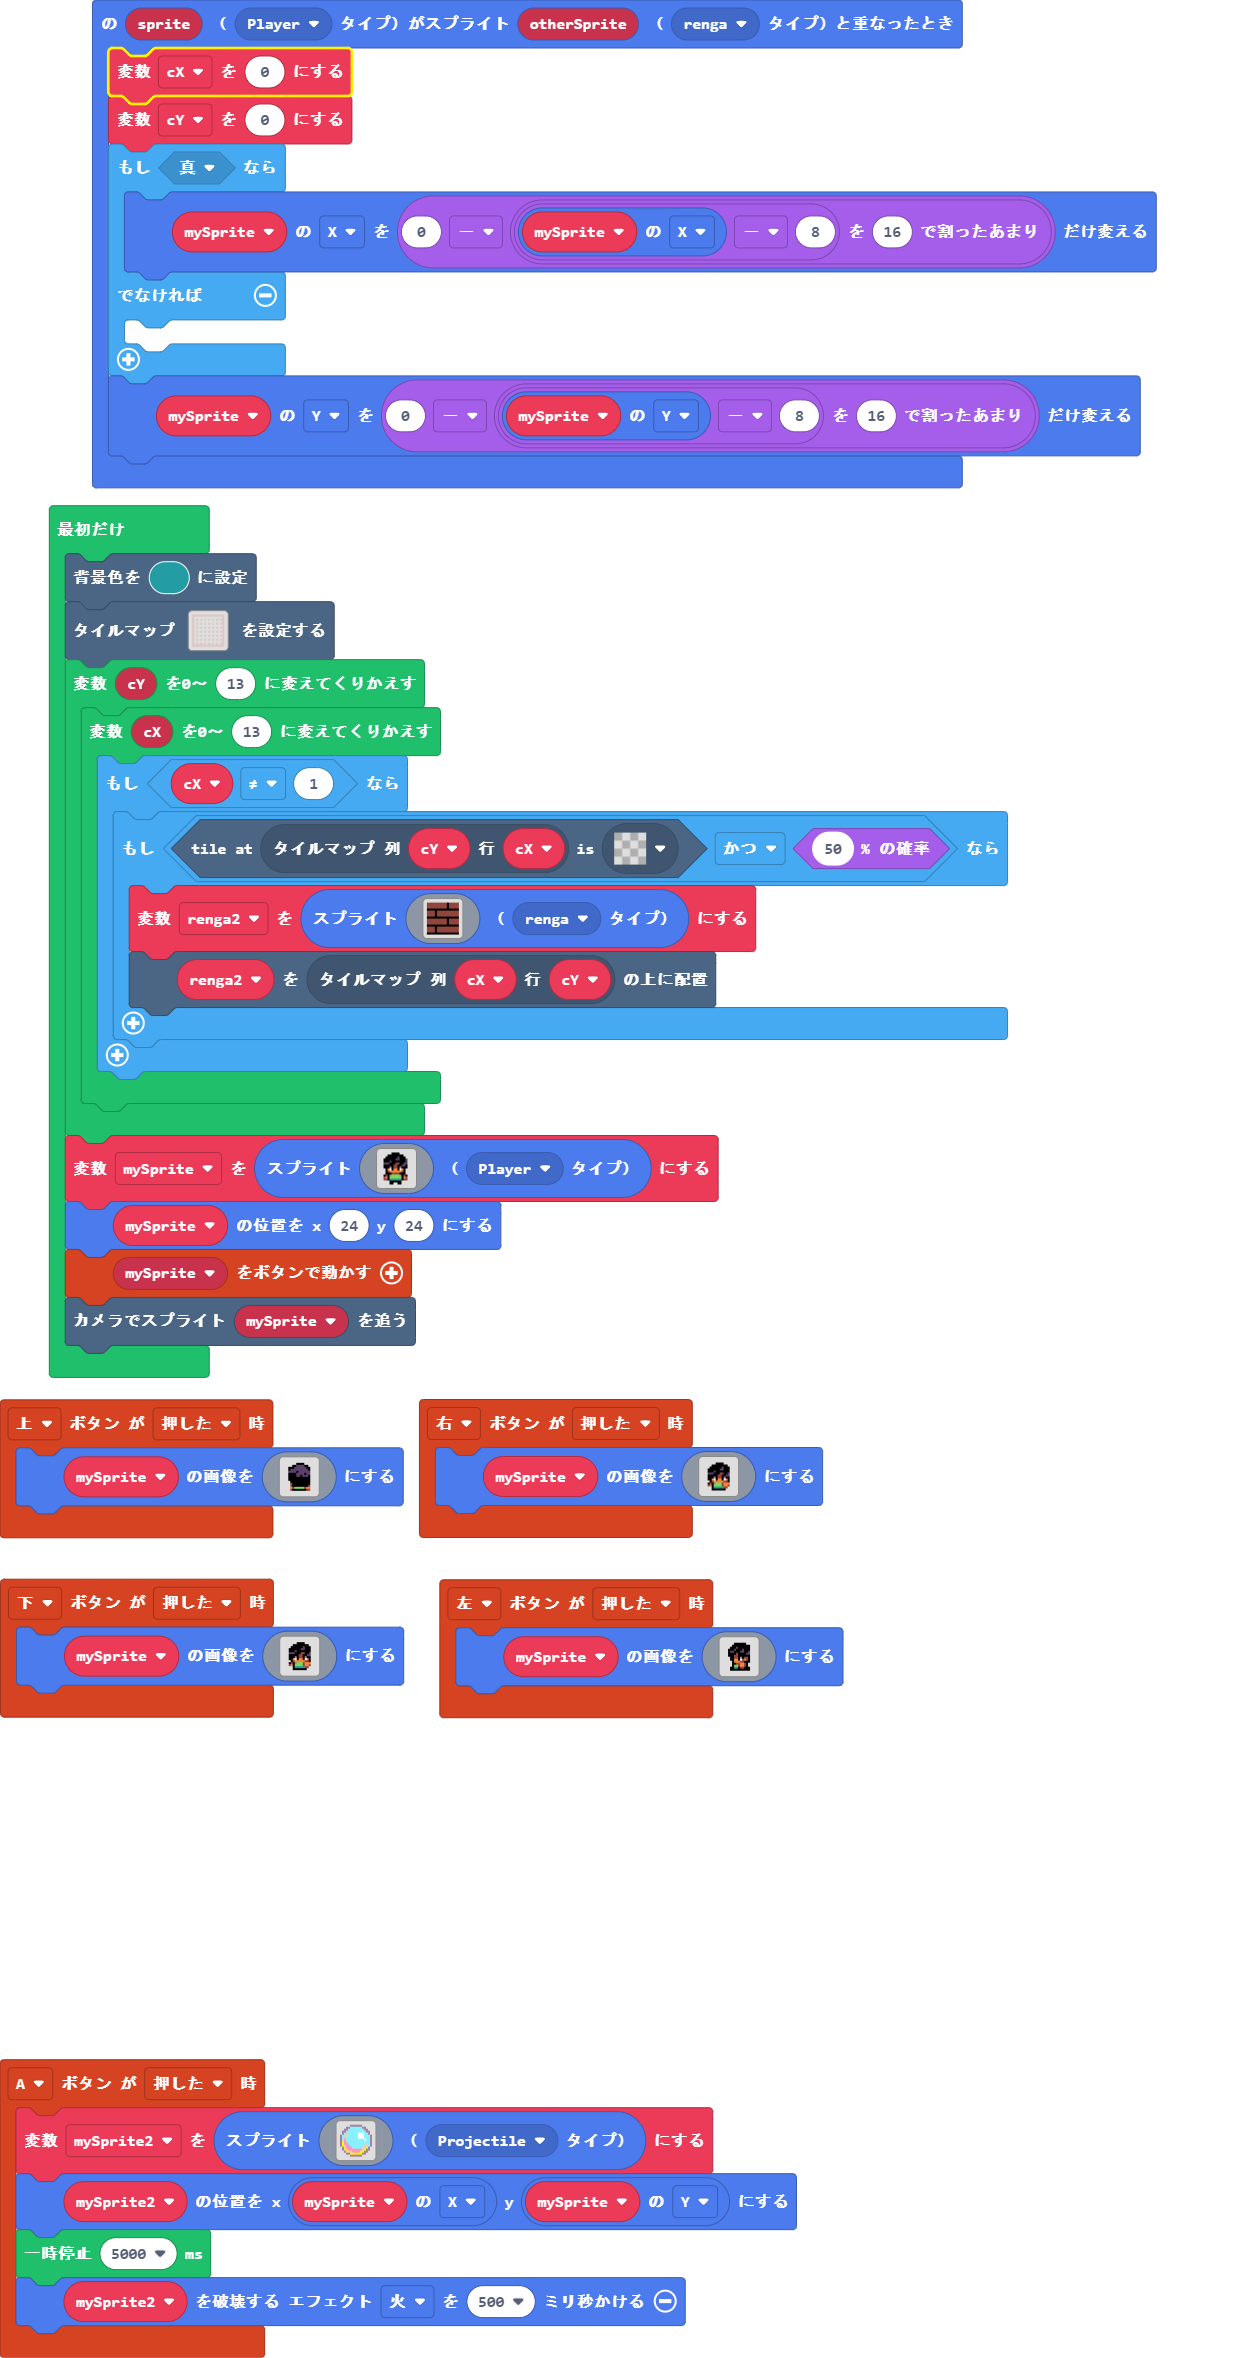 の sprite ( Player タイプ) がスプライト otherSprite ( renga タイプ) と重なったとき
変数 cX を 0 にする
変数 cY を 0 にする
もし 真 なら
mySprite の X を 0 - mySprite の X - 8 を 16 で割ったあまり だけ変える
でなければ
mySprite の Y を 0 - mySprite の Y - 8 を 16 で割ったあまり だけ変える
最初だけ
背景色を に設定
タイルマップ を設定する
変数 cY を0〜 13 に変えてくりかえす
変数 cX を0〜 13 に変えてくりかえす
もし cX ≠ 1 なら
もし tile at タイルマップ 列 cY 行 cX is かつ 50 % の確率 なら
変数 renga2 を スプライト ( renga タイプ) にする
renga2 を タイルマップ 列 cX 行 cY の上に配置
変数 mySprite を スプライト ( Player タイプ) にする
mySprite の位置を x 24 y 24 にする
mySprite をボタンで動かす
カメラでスプライト mySprite を追う
上 ボタン が 押した 時
mySprite の画像を にする
右 ボタン が 押した 時
mySprite の画像を にする
下 ボタン が 押した 時
mySprite の画像を にする
左 ボタン が 押した 時
mySprite の画像を にする
A ボタン が 押した 時
変数 mySprite2 を スプライト ( Projectile タイプ) にする
mySprite2 の位置を x mySprite の X y mySprite の Y にする
一時停止 5000 ms
mySprite2 を破壊する エフェクト 火 を 500 ミリ秒かける